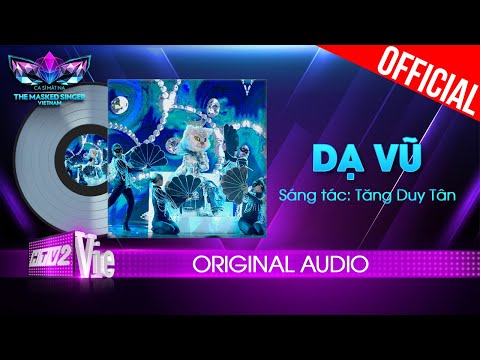 CA SĨ MẶT NẠ
THE MASKED SINGER
VIETNAM
OFFICIAL
DẠ VŨ
Sáng tác: Tăng Duy Tân
HTV2
Vie
ORIGINAL AUDIO